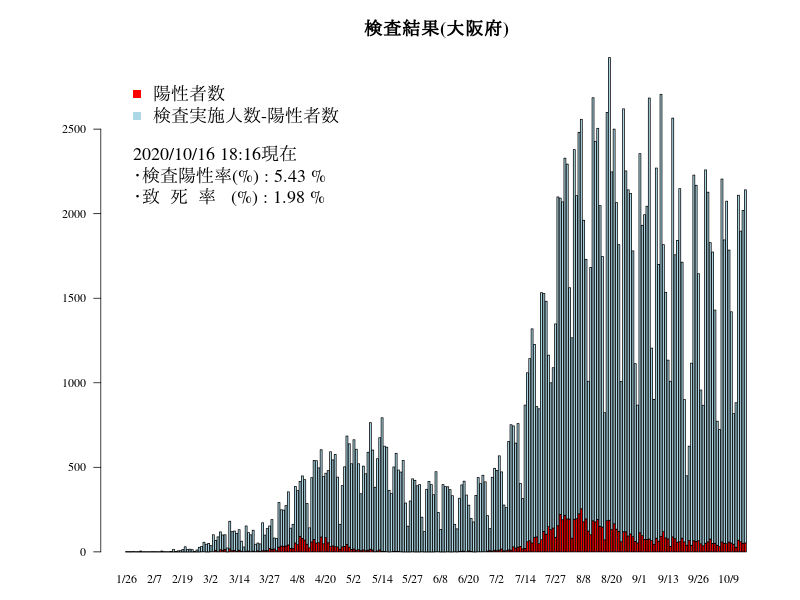 検査結果(大阪府)
陽性者数
検査実施人数-陽性者数
2020/10/16 18:16現在
・検査陽性率(%) : 5.43 %
・致 死 率 (%) : 1.98 %
2500
2000
1500
1000
500
0
1/26 2/7 2/19 3/2 3/14 3/27 4/8 4/20 5/2 5/14 5/27 6/8 6/20 7/2 7/14 7/27 8/8 8/20 9/1 9/13 9/26 10/9